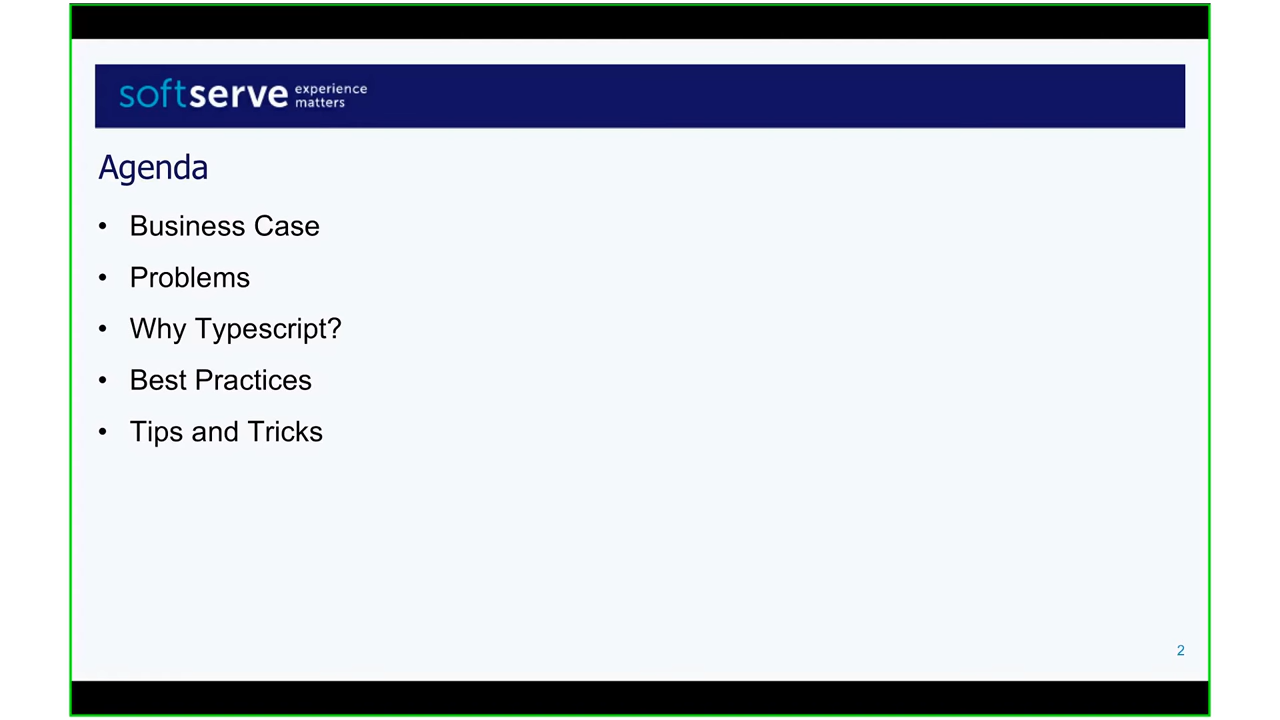 softserve experience matters
Agenda
• Business Case
• Problems
• Why Typescript?
• Best Practices
• Tips and Tricks
2